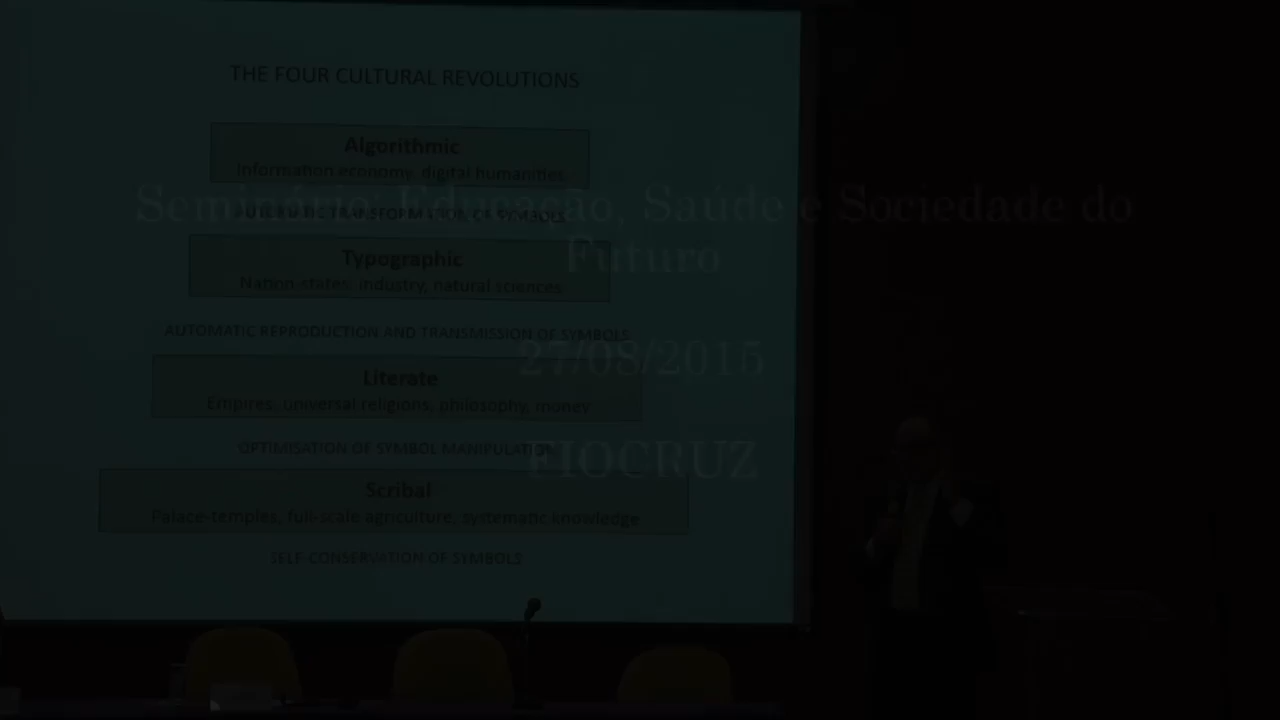 THE FOUR CULTURAL REVOLUTIONS
Algorithmic
Information economy, digital humanities
AUTOMATIC TRANSFORMATION OF SYMBOLS
Typographic
Nation-states, industry, natural sciences
AUTOMATIC REPRODUCTION AND TRANSMISSION OF SYMBOLS
Literate
Empires, universal religions, philosophy, money
OPTIMISATION OF SYMBOL MANIPULATION
Scribal
Palace-temples, full-scale agriculture, systematic knowledge
SELF-CONSERVATION OF SYMBOLS
Seminário: Educação, Saúde e Sociedade do
Futuro
27/08/2015
FIOCRUZ